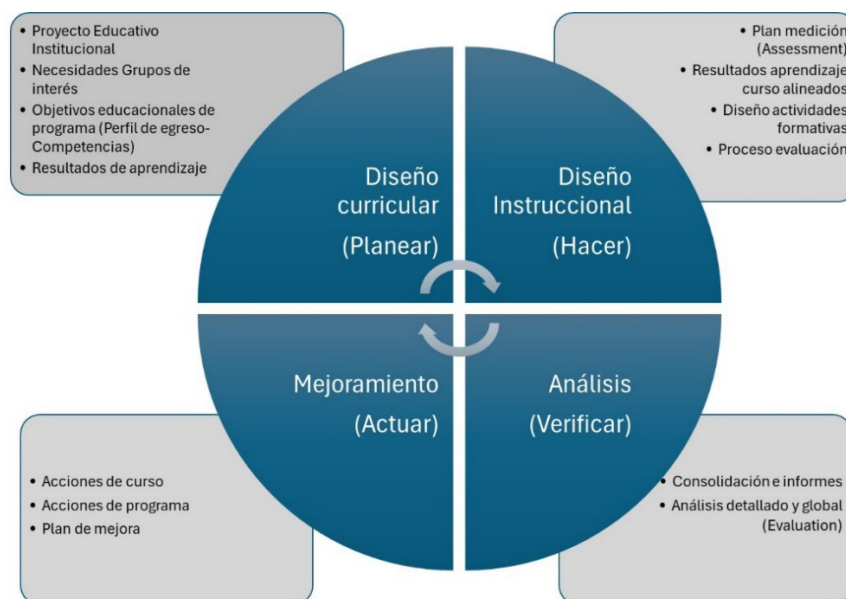 • Proyecto Educativo
Institucional
• Necesidades Grupos de
interés
• Objetivos educacionales de
programa (Perfil de egreso-
Competencias)
• Resultados de aprendizaje
• Plan medición
(Assessment)
• Resultados aprendizaje
curso alineados
• Diseño actividades
formativas
• Proceso evaluación
Diseño
curricular
(Planear)
Diseño
Instruccional
(Hacer)
Mejoramiento
(Actuar)
Análisis
(Verificar)
• Acciones de curso
• Acciones de programa
• Plan de mejora
• Consolidación e informes
• Análisis detallado y global
(Evaluation)